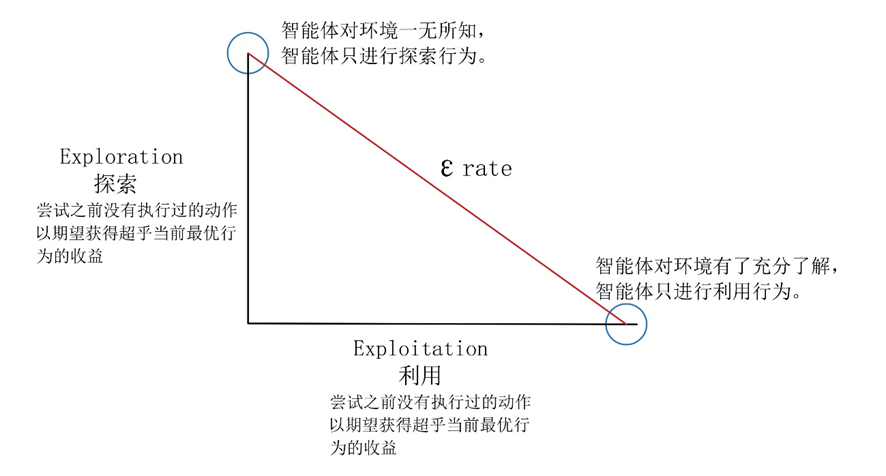 智能体对环境一无所知,
智能体只进行探索行为。
Exploration
探索
尝试之前没有执行过的动作
以期望获得超乎当前最优行
为的收益
ε rate
智能体对环境有了充分了解,
智能体只进行利用行为。
Exploitation
利用
尝试之前没有执行过的动作
以期望获得超乎当前最优行
为的收益